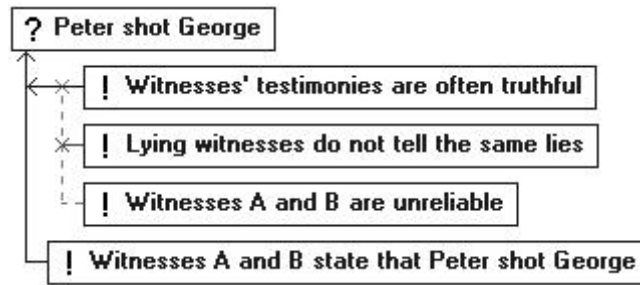 ? Peter shot George
! Witnesses' testimonies are often truthful
! Lying witnesses do not tell the same lies
! Witnesses A and B are unreliable
! Witnesses A and B state that Peter shot George